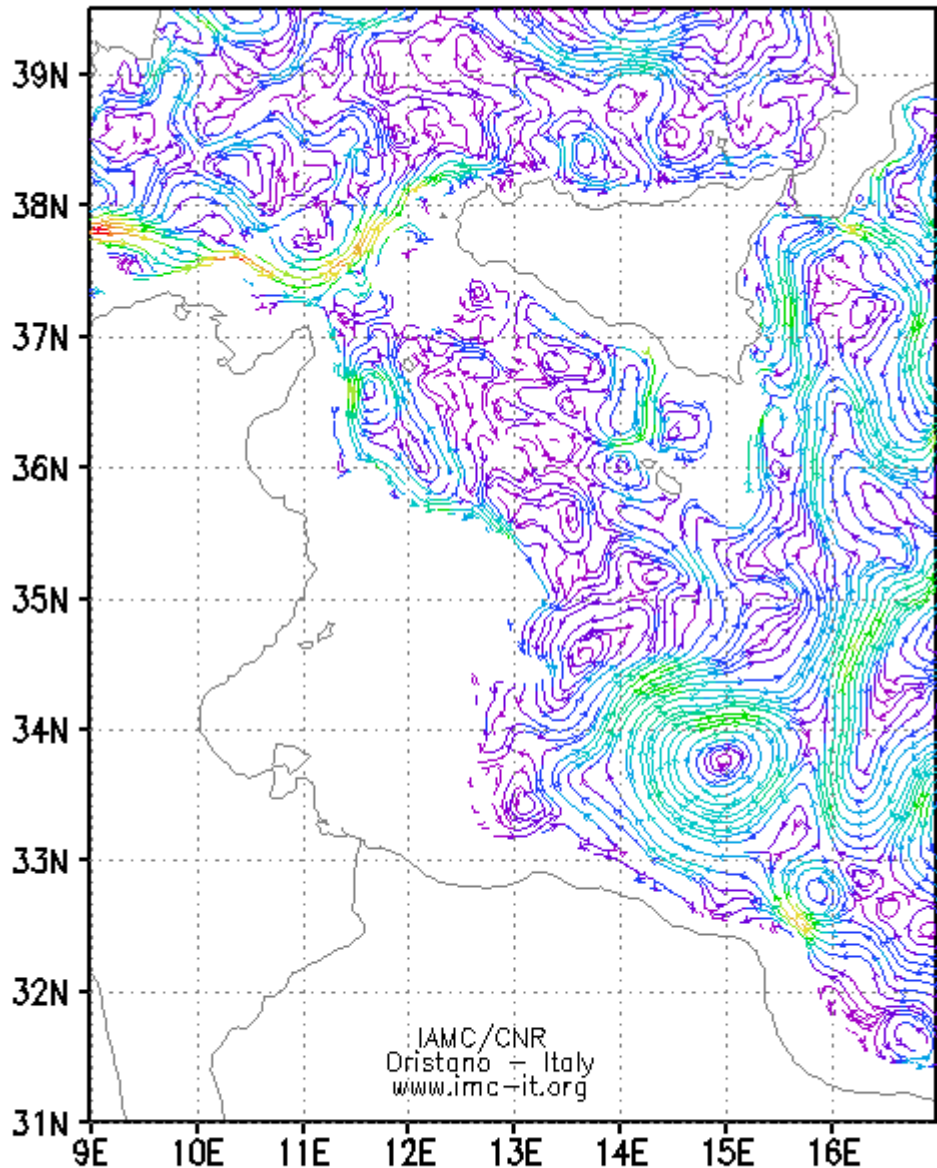 39N
38N
37N
36N
35N
34N
33N
32N
31N
IAMC/CNR
Oristano - Italy
www.imc-it.org
9E 10E 11E 12E 13E 14E 15E 16E